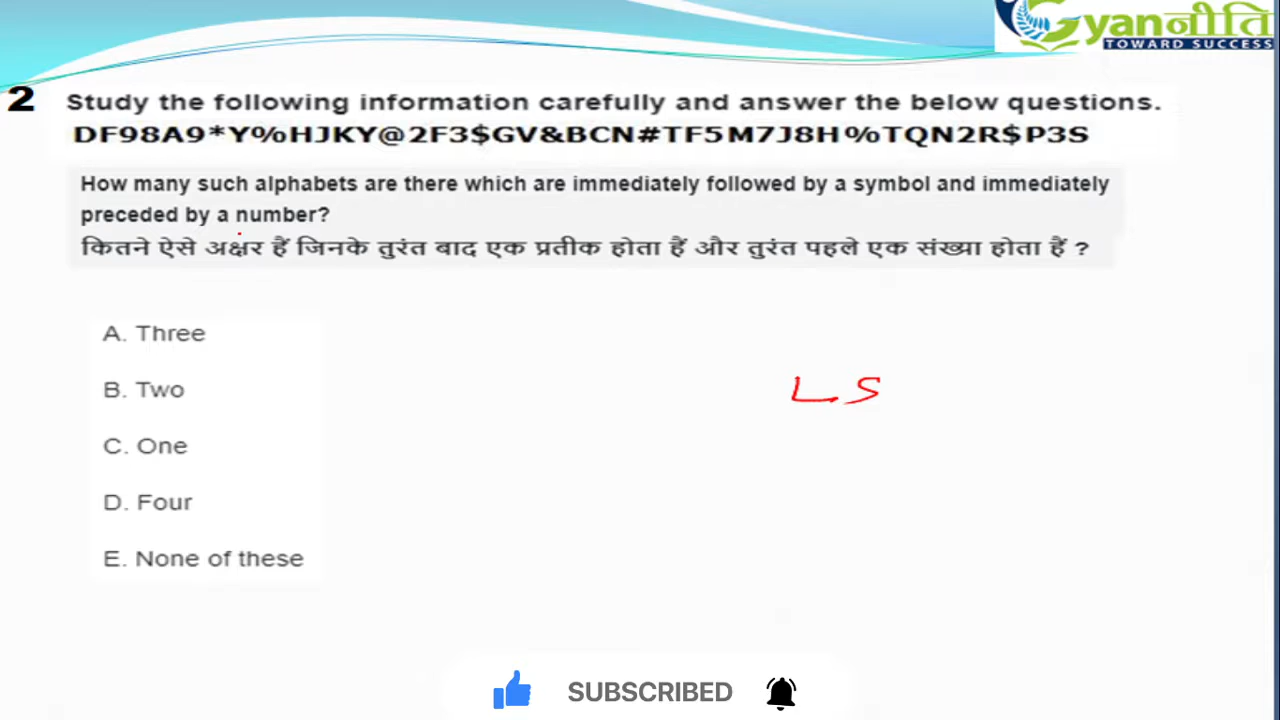 Gyanनीति
TOWARD SUCCESS
2 Study the following information carefully and answer the below questions.
DF98A9*Y%HJKY@2F3$GV&BCN#TF5M7J8H%TQN2R$P3S
How many such alphabets are there which are immediately followed by a symbol and immediately
preceded by a number?
कितने ऐसे अक्षर हैं जिनके तुरंत बाद एक प्रतीक होता हैं और तुरंत पहले एक संख्या होता हैं ?
A. Three
B. Two
C. One
D. Four
E. None of these
LS
SUBSCRIBED